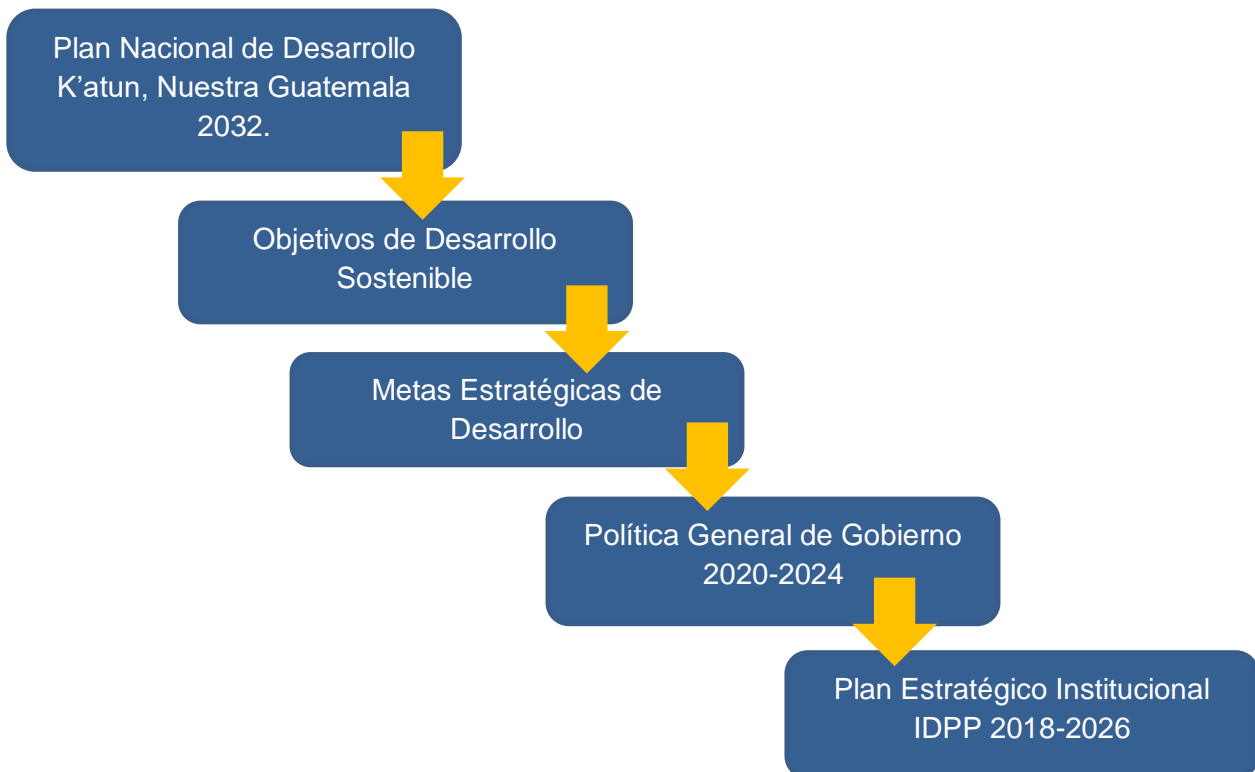 Plan Nacional de Desarrollo
K’atun, Nuestra Guatemala
2032.
Objetivos de Desarrollo
Sostenible
Metas Estratégicas de
Desarrollo
Política General de Gobierno
2020-2024
Plan Estratégico Institucional
IDPP 2018-2026